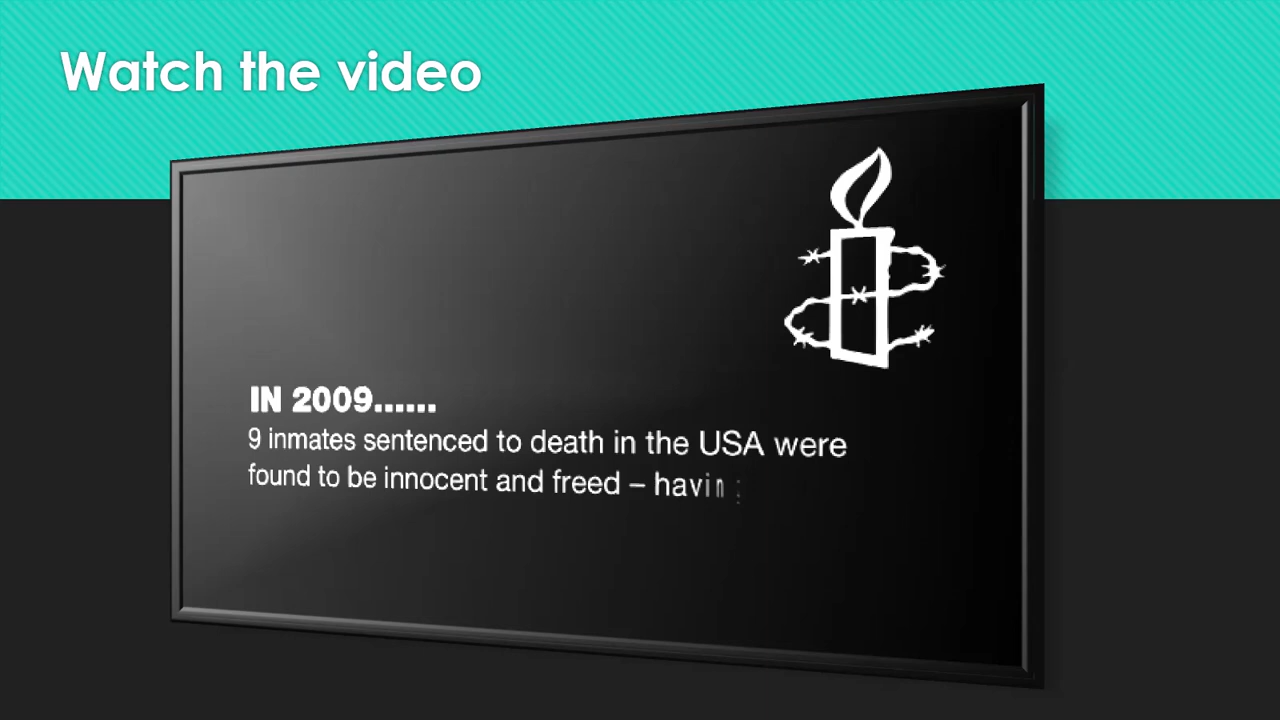 Watch the video
IN 2009......
9 inmates sentenced to death in the USA were
found to be innocent and freed – havin